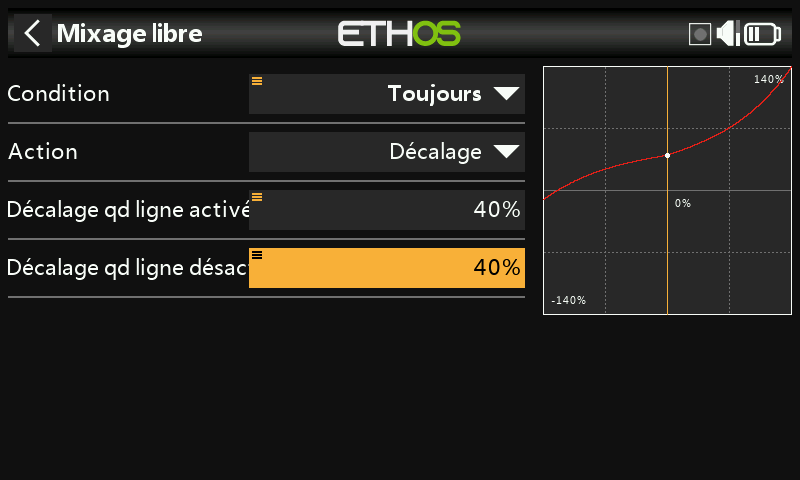 Mixage libre
ETHOS
Condition
Toujours
Action
Décalage
Décalage qd ligne activé
40%
Décalage qd ligne désac
40%
140%
0%
-140%